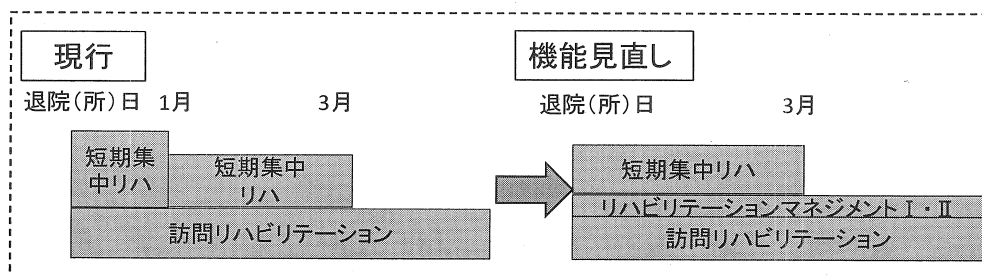 現行
退院（所）日 1月 3月
短期集
中リハ
短期集中
リハ
訪問リハビリテーション
機能見直し
退院（所）日 3月
短期集中リハ
リハビリテーションマネジメントⅠ・Ⅱ
訪問リハビリテーション